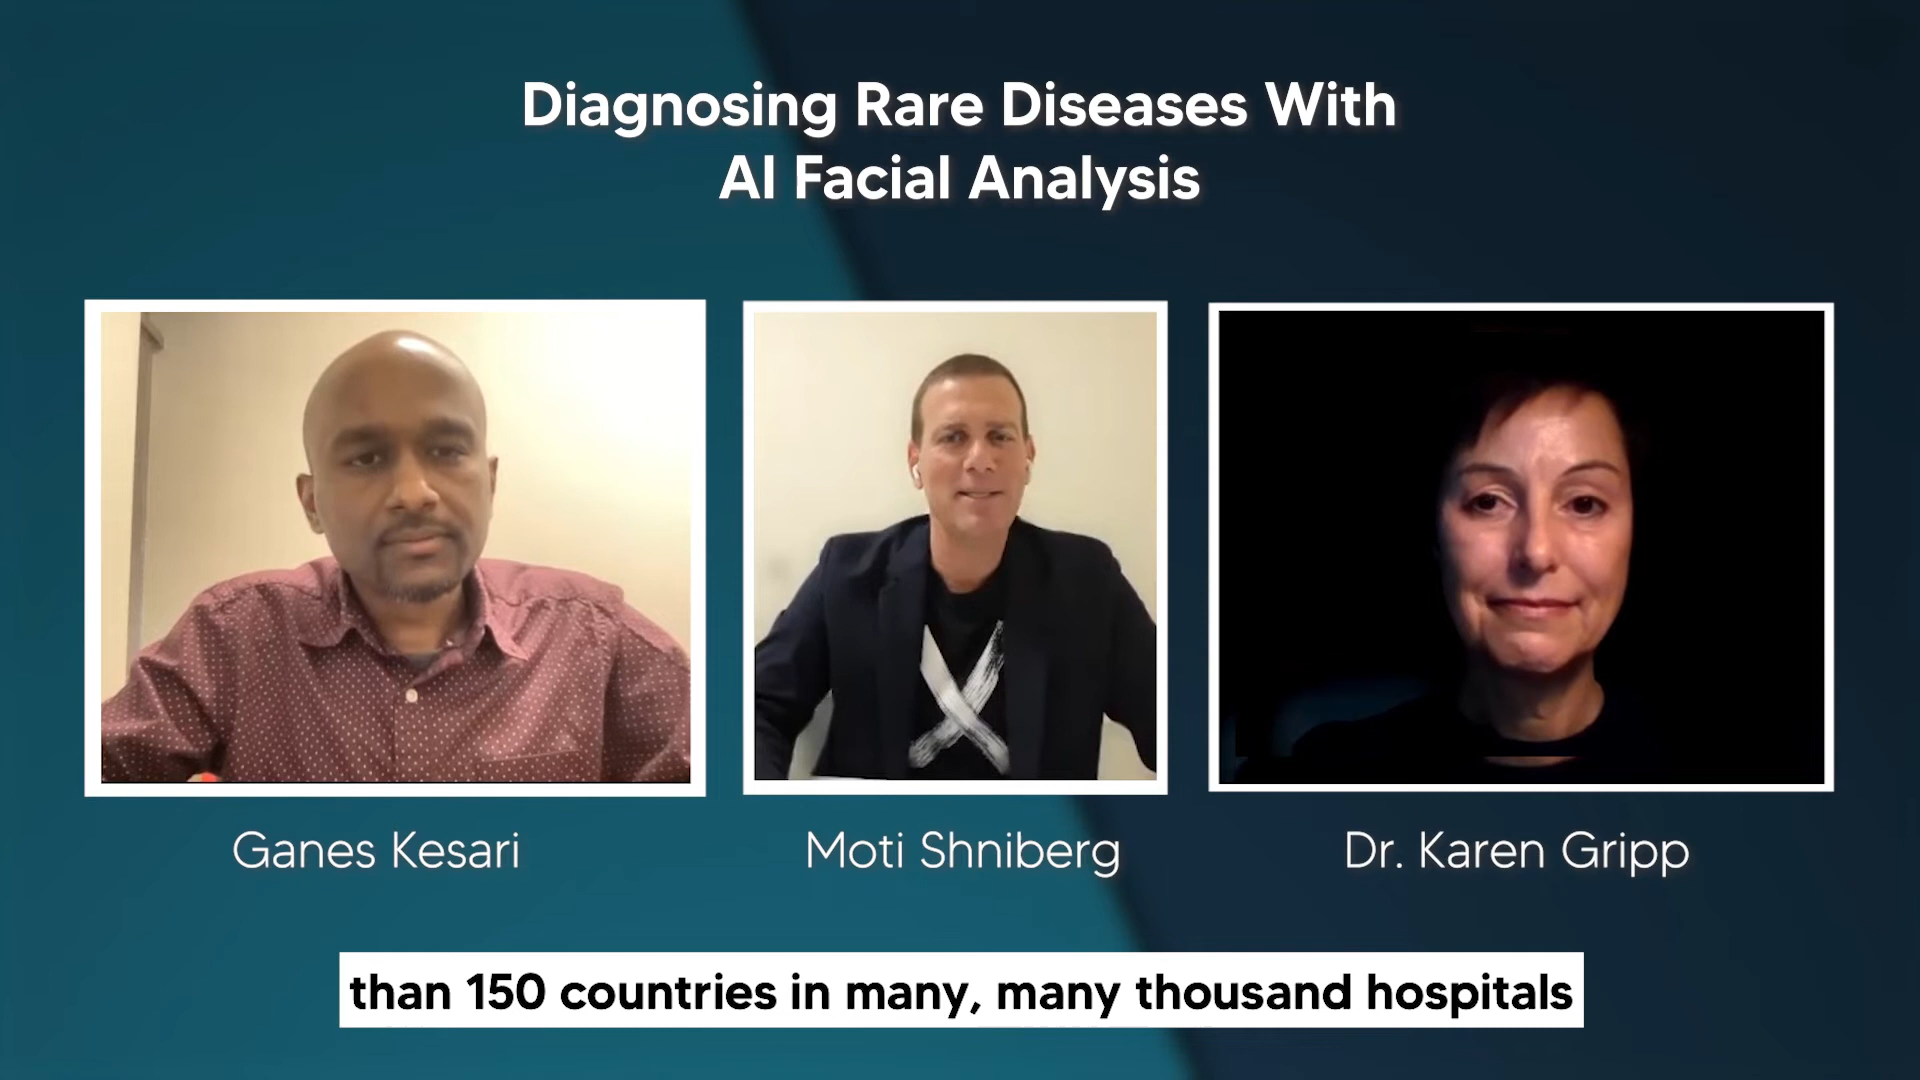 Diagnosing Rare Diseases With
AI Facial Analysis
Ganes Kesari
Moti Shniberg
Dr. Karen Gripp
than 150 countries in many, many thousand hospitals